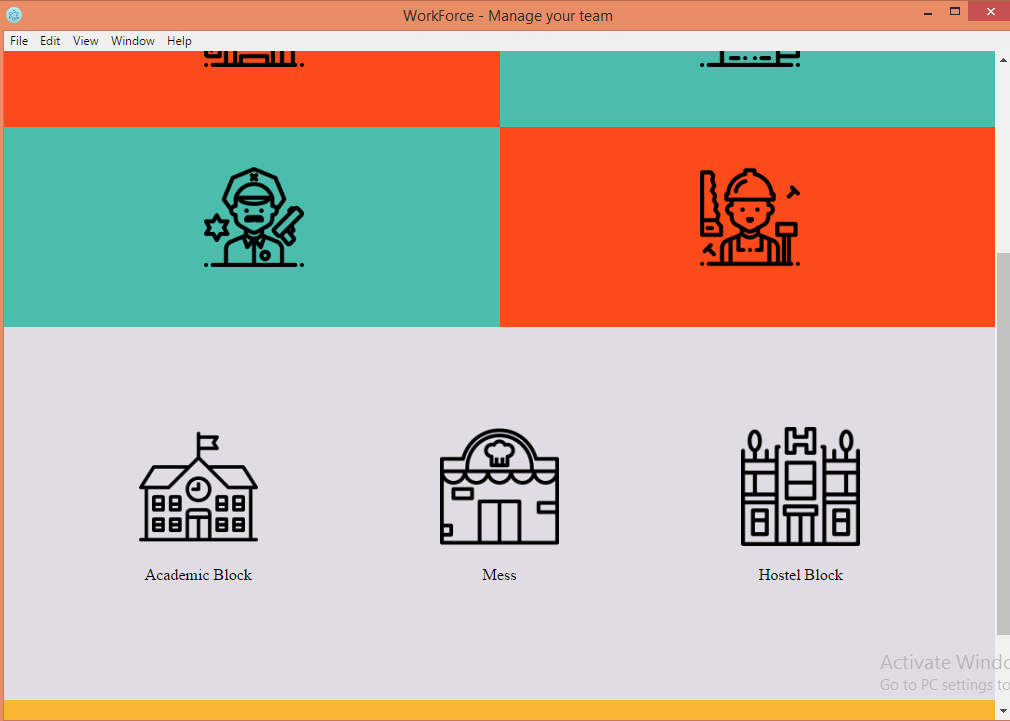 WorkForce - Manage your team
File Edit View Window Help
Academic Block Mess Hostel Block
Activate Windo
Go to PC settings to